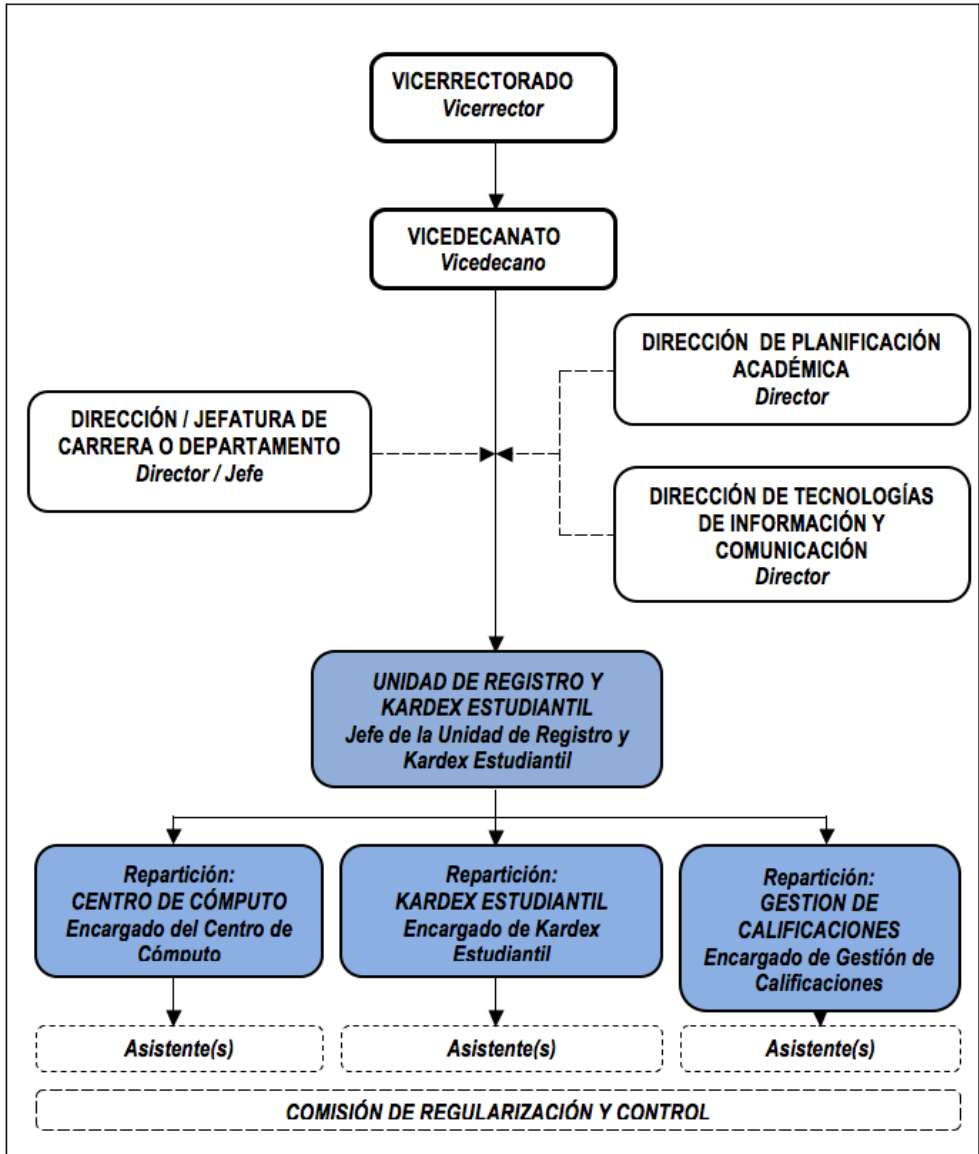 VICERRECTORADO
Vicerrector
VICEDECANATO
Vicedecano
DIRECCIÓN DE PLANIFICACIÓN
ACADÉMICA
Director
DIRECCIÓN / JEFATURA DE
CARRERA O DEPARTAMENTO
Director / Jefe
DIRECCIÓN DE TECNOLOGÍAS
DE INFORMACIÓN Y
COMUNICACIÓN
Director
UNIDAD DE REGISTRO Y
KARDEX ESTUDIANTIL
Jefe de la Unidad de Registro y
Kardex Estudiantil
Repartición:
CENTRO DE CÓMPUTO
Encargado del Centro de
Cómputo
Repartición:
KARDEX ESTUDIANTIL
Encargado de Kardex
Estudiantil
Repartición:
GESTION DE
CALIFICACIONES
Encargado de Gestión de
Calificaciones
Asistente(s)
Asistente(s)
Asistente(s)
COMISIÓN DE REGULARIZACIÓN Y CONTROL